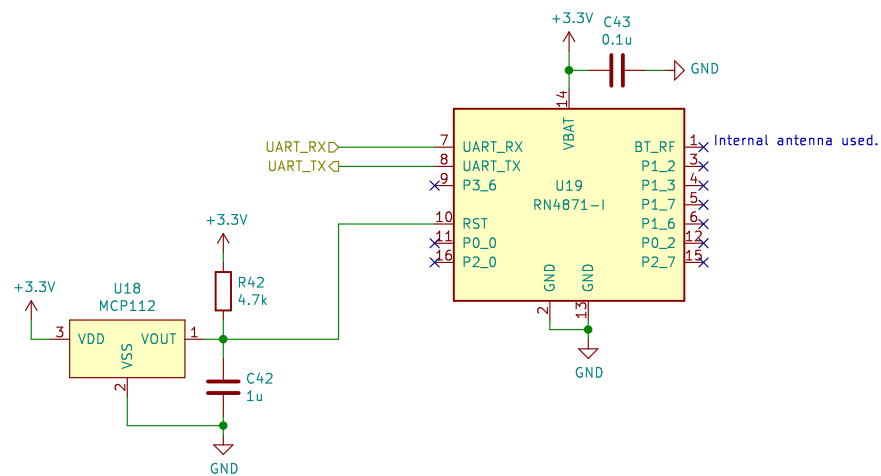 +3.3V
C43
0.1u
GND
14
VBAT
UART_RX
7
UART_RX
BT_RF
1
Internal antenna used.
UART_TX
8
UART_TX
P1_2
3
9
P3_6
P1_3
4
U19
RN4871-I
P1_7
5
10
RST
P1_6
6
11
P0_0
P0_2
12
16
P2_0
P2_7
15
GND
GND
2
13
GND
+3.3V
R42
4.7k
+3.3V
U18
MCP112
3
VDD
VOUT
1
VSS
2
C42
1u
GND